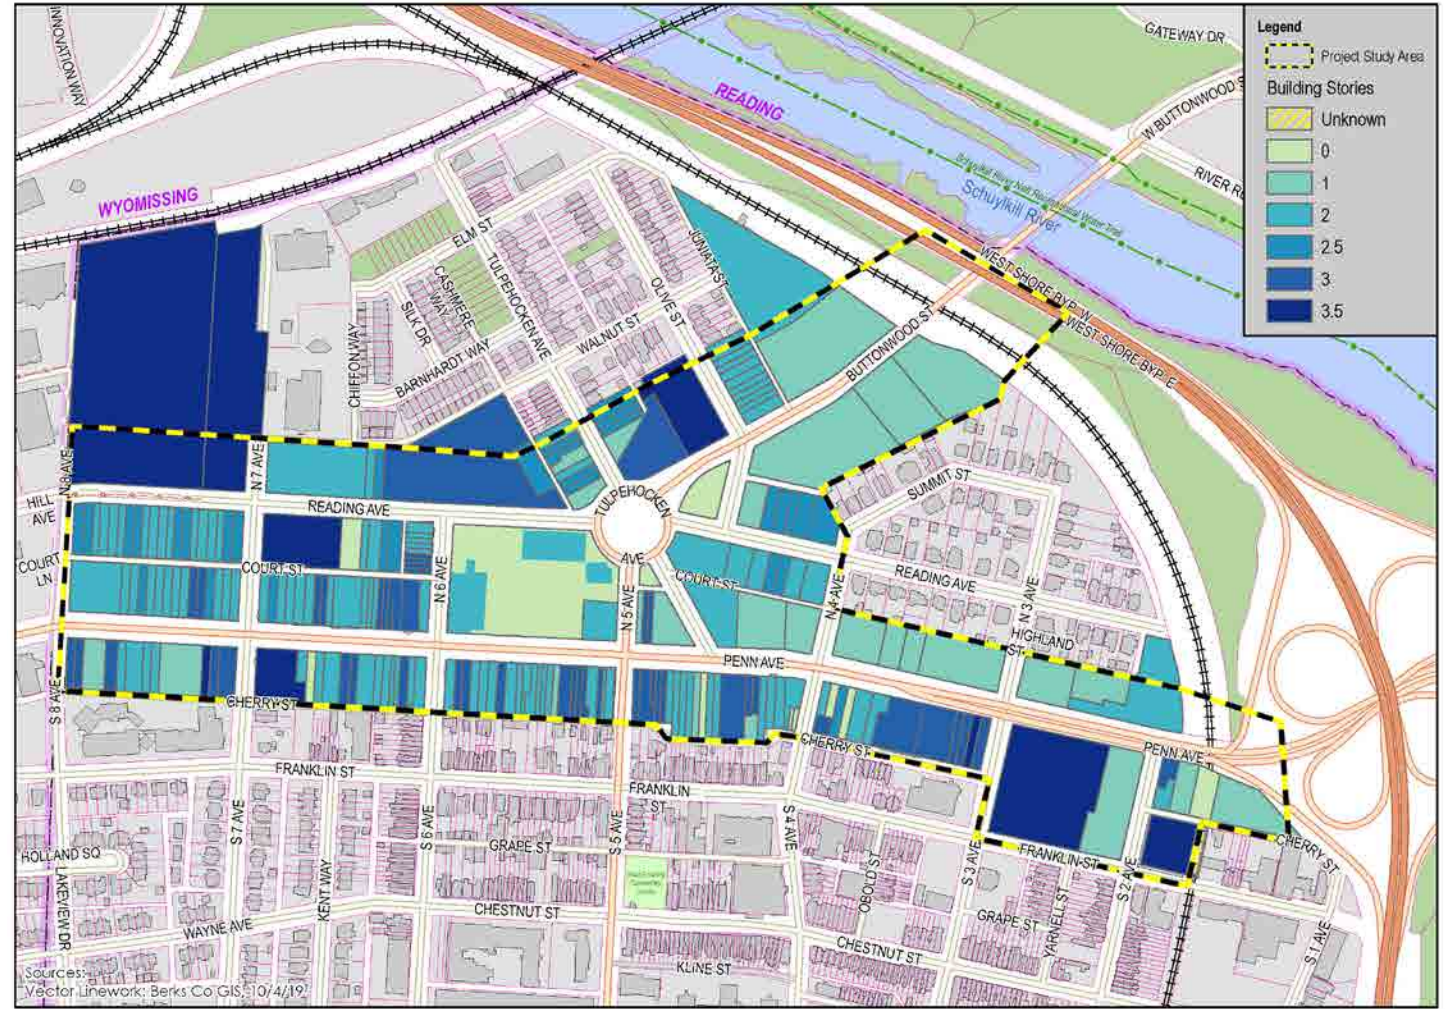 Legend
Project Study Area
Building Stories
Unknown
0
1
2
2.5
3
3.5
INNOVATION WAY
GATEWAY DR
W BUTTONWOOD S
READING
WYOMISSING
Schuylkill River Natl Recreational Water Trail
Schuylkill River
RIVER R
ELM ST
JUNIATA ST
TULPEHOCKEN AVE
CASHMERE
WAY
SILK DR
OLIVE ST
WALNUT ST
BARNHARDT WAY
CHIFFON WAY
WEST SHORE BYP W
WEST SHORE BYP E
BUTTONWOOD ST
N 8 AVE
N 7 AVE
HILL
AVE
READING AVE
TULPEHOCKEN
AVE
SUMMIT ST
COURT
LN
COURT ST
COURT ST
N 6 AVE
N 5 AVE
N 4 AVE
READING AVE
N 3 AVE
HIGHLAND
ST
PENN AVE
S 8 AVE
CHERRY ST
CHERRY ST
PENN AVE
FRANKLIN ST
FRANKLIN
ST
S 7 AVE
S 6 AVE
S 5 AVE
S 4 AVE
S 3 AVE
S 2 AVE
S 1 AVE
GRAPE ST
FRANKLIN ST
CHERRY ST
HOLLAND SQ
LAKEVIEW DR
KENT WAY
OBOLD ST
YARNELL ST
WAYNE AVE
CHESTNUT ST
GRAPE ST
CHESTNUT ST
KLINE ST
Sources:
Vector Linework: Berks Co GIS, 10/4/19